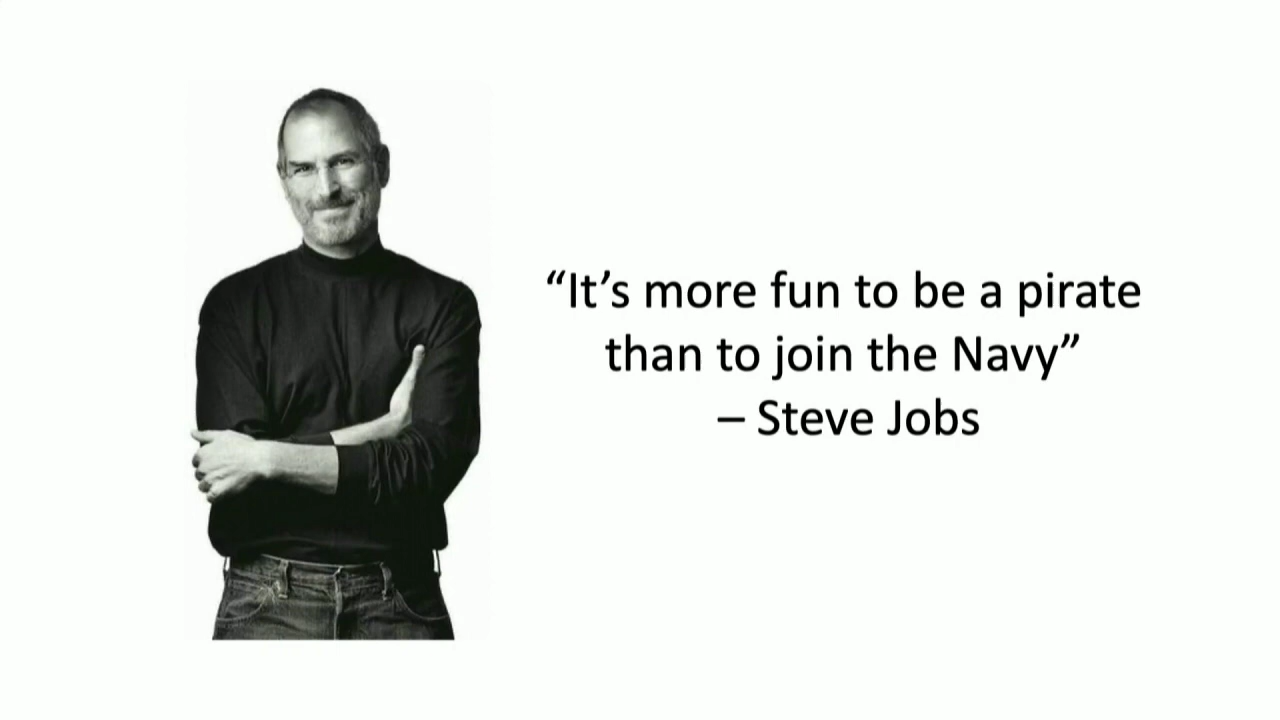 “It’s more fun to be a pirate
than to join the Navy”
– Steve Jobs